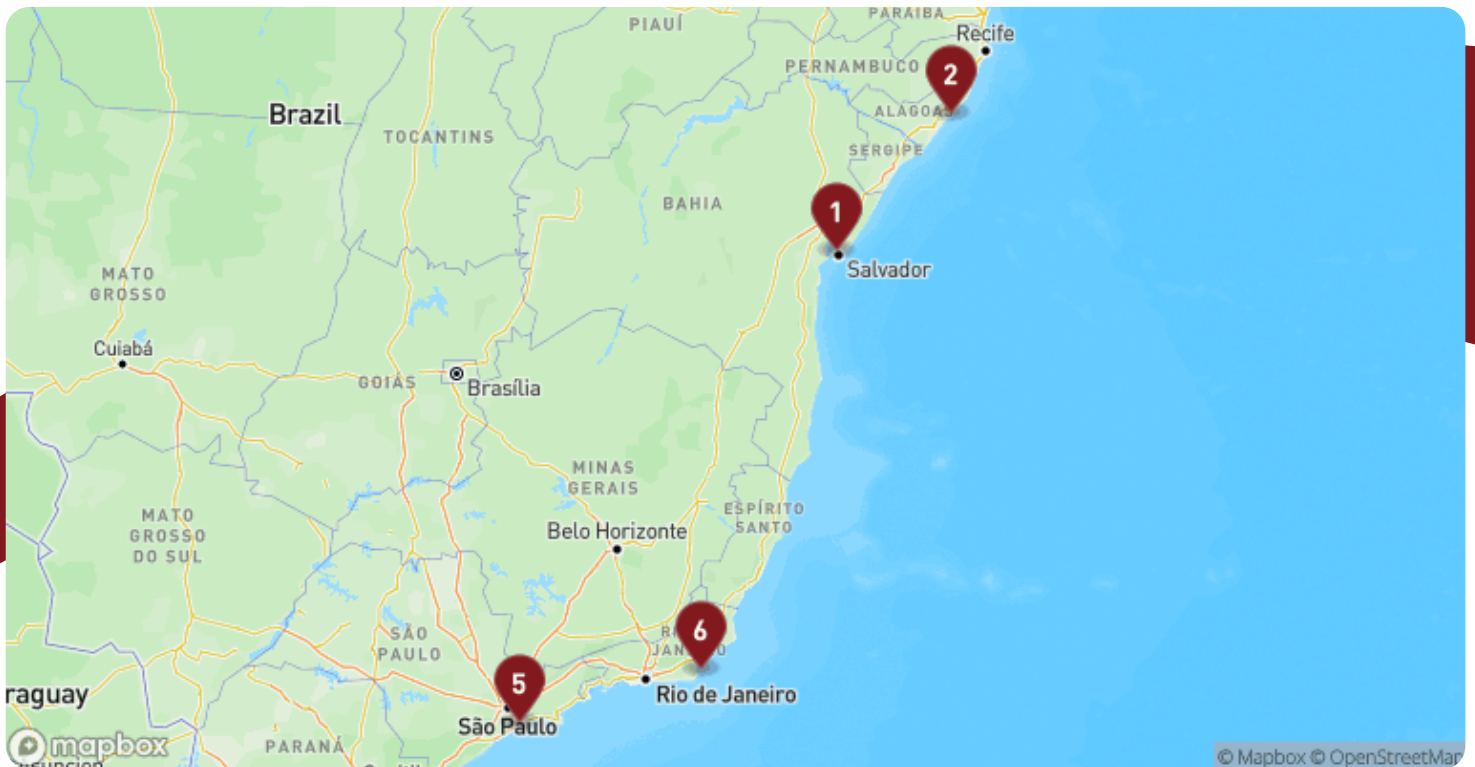 PIAUÍ
PARAÍBA
Recife
PERNAMBUCO
2
Brazil
ALAGOAS
TOCANTINS
SERGIPE
BAHIA
1
Salvador
MATO
GROSSO
Cuiabá
GOIÁS
Brasília
MINAS
GERAIS
ESPÍRITO
SANTO
MATO
GROSSO
DO SUL
Belo Horizonte
6
SÃO
PAULO
5
raguay
Rio de Janeiro
São Paulo
mapbox
PARANÁ
© Mapbox © OpenStreetMap